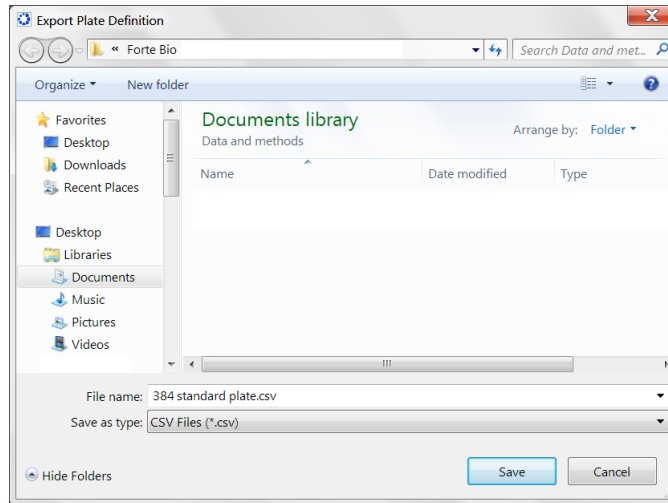 Export Plate Definition
« Forte Bio
Search Data and met...
Organize
New folder
Favorites
Desktop
Downloads
Recent Places
Desktop
Libraries
Documents
Music
Pictures
Videos
Documents library
Data and methods
Arrange by: Folder
Name Date modified Type
File name: 384 standard plate.csv
Save as type: CSV Files (*.csv)
Hide Folders
Save
Cancel